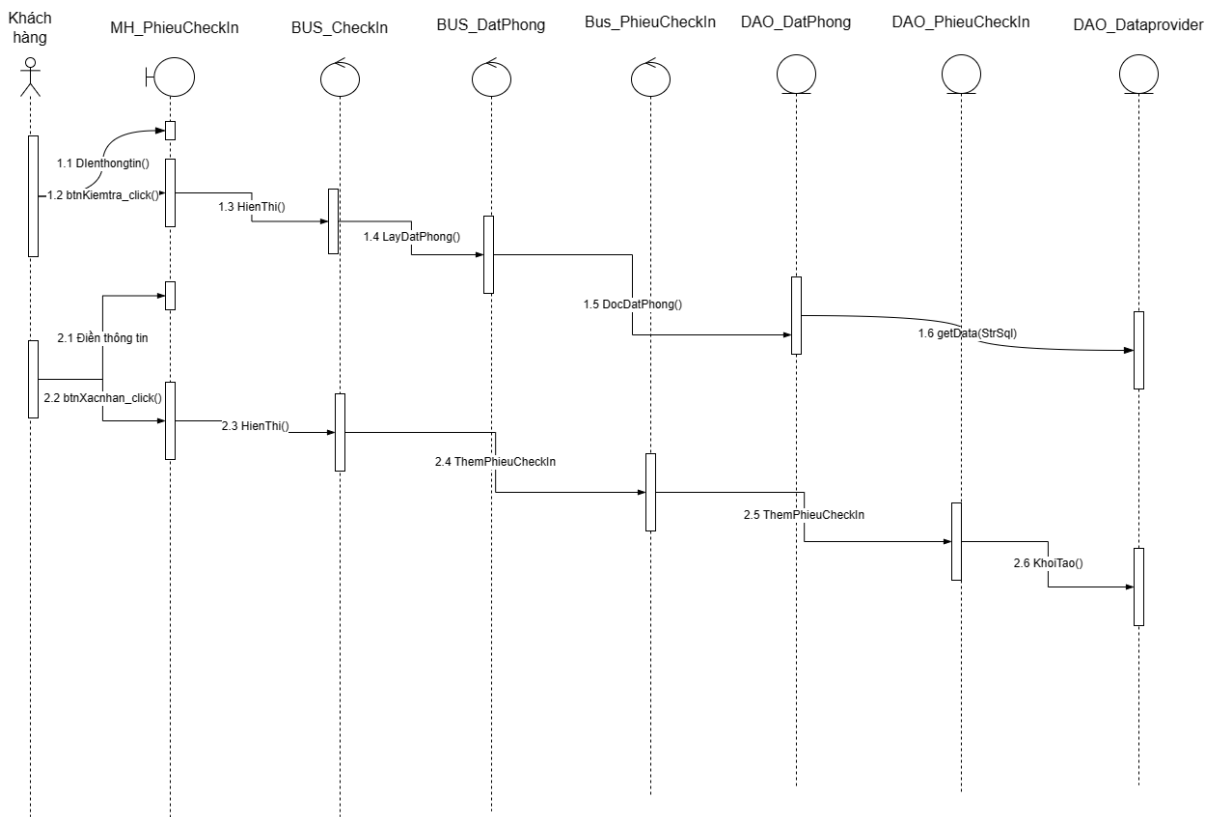 Khách
hàng
MH_PhieuCheckIn
BUS_CheckIn
BUS_DatPhong
Bus_PhieuCheckIn
DAO_DatPhong
DAO_PhieuCheckIn
DAO_Dataprovider
1.1 DIenthongtin()
1.2 btnKiemtra_click()
1.3 HienThi()
1.4 LayDatPhong()
1.5 DocDatPhong()
1.6 getData(StrSql)
2.1 Điền thông tin
2.2 btnXacnhan_click()
2.3 HienThi()
2.4 ThemPhieuCheckIn
2.5 ThemPhieuCheckIn
2.6 KhoiTao()